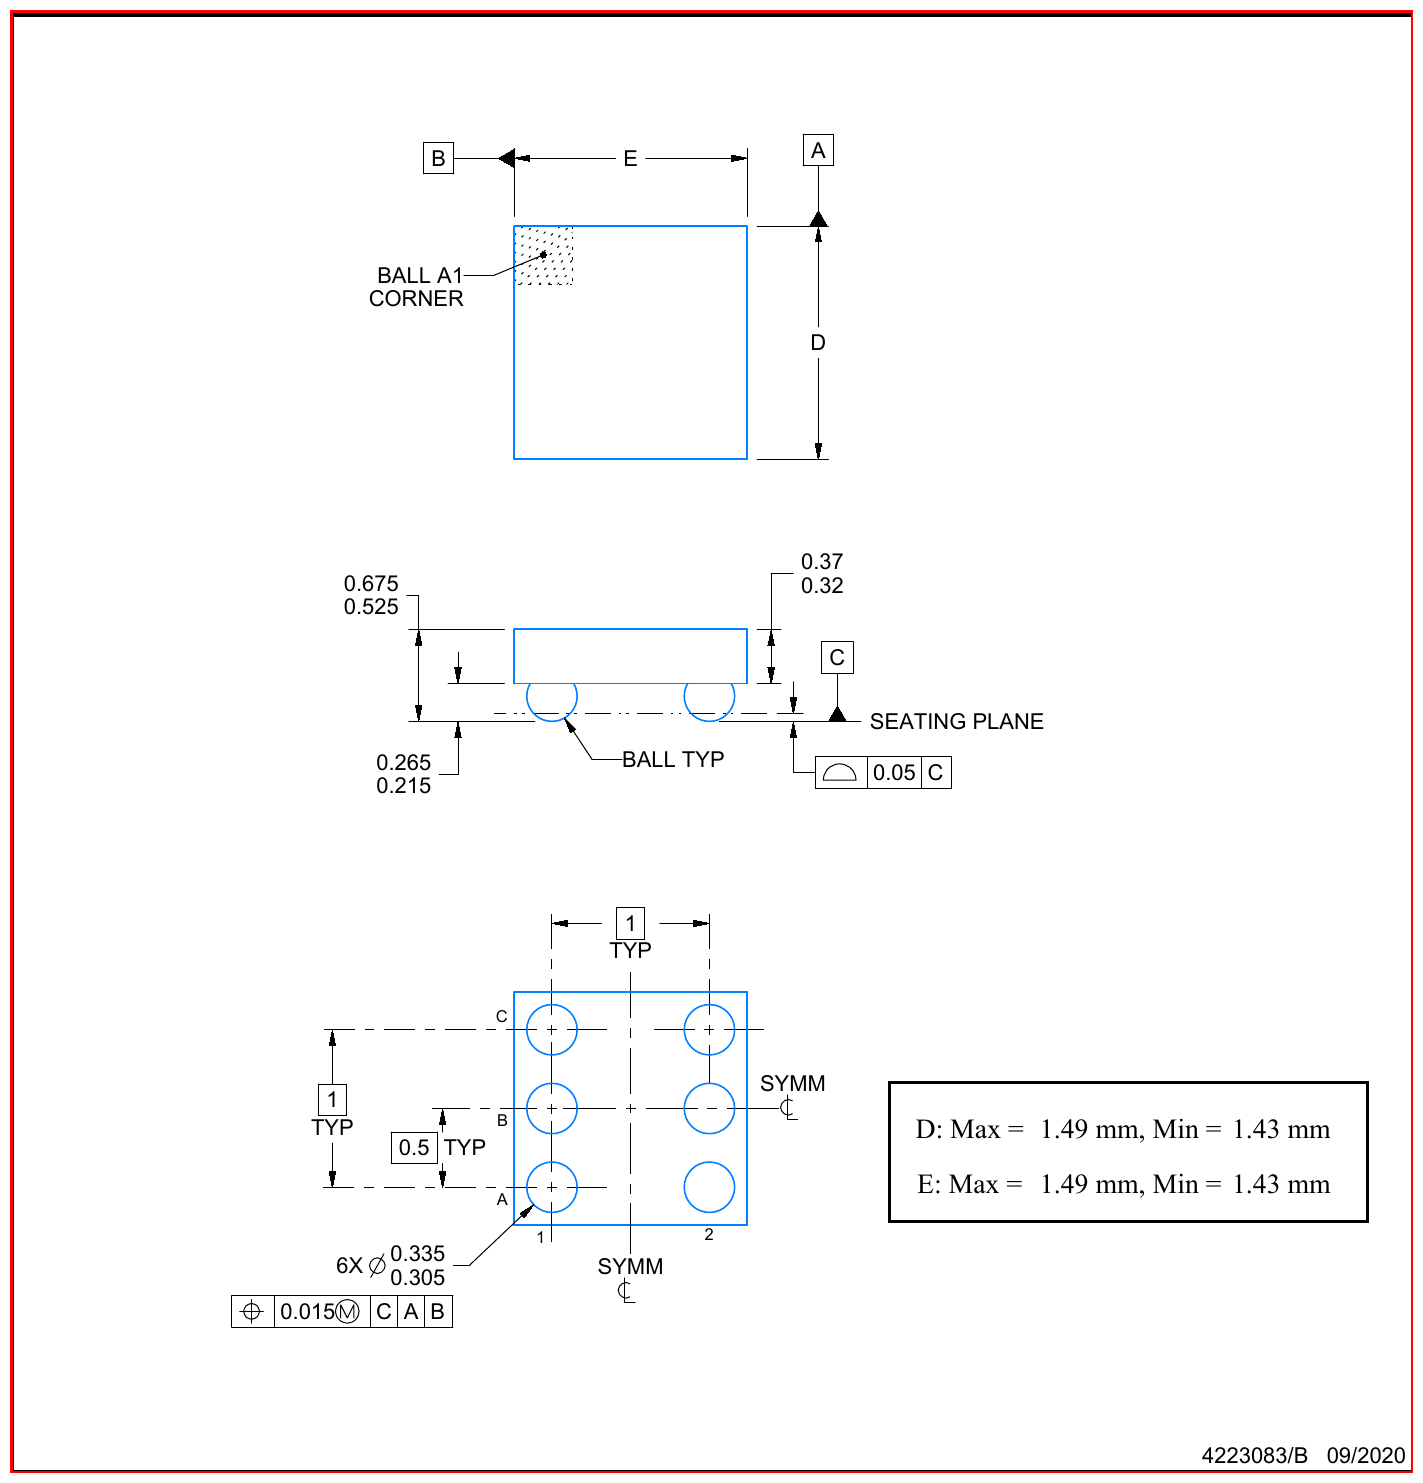 B
E
A
BALL A1
CORNER
D
0.37
0.32
0.675
0.525
C
SEATING PLANE
0.265
0.215
BALL TYP
0.05 C
1
TYP
C
1
TYP
SYMM
B
0.5 TYP
A
D: Max = 1.49 mm, Min = 1.43 mm
E: Max = 1.49 mm, Min = 1.43 mm
1
2
6X ⌀ 0.335
0.305
SYMM
0.015Ⓜ C A B
4223083/B 09/2020